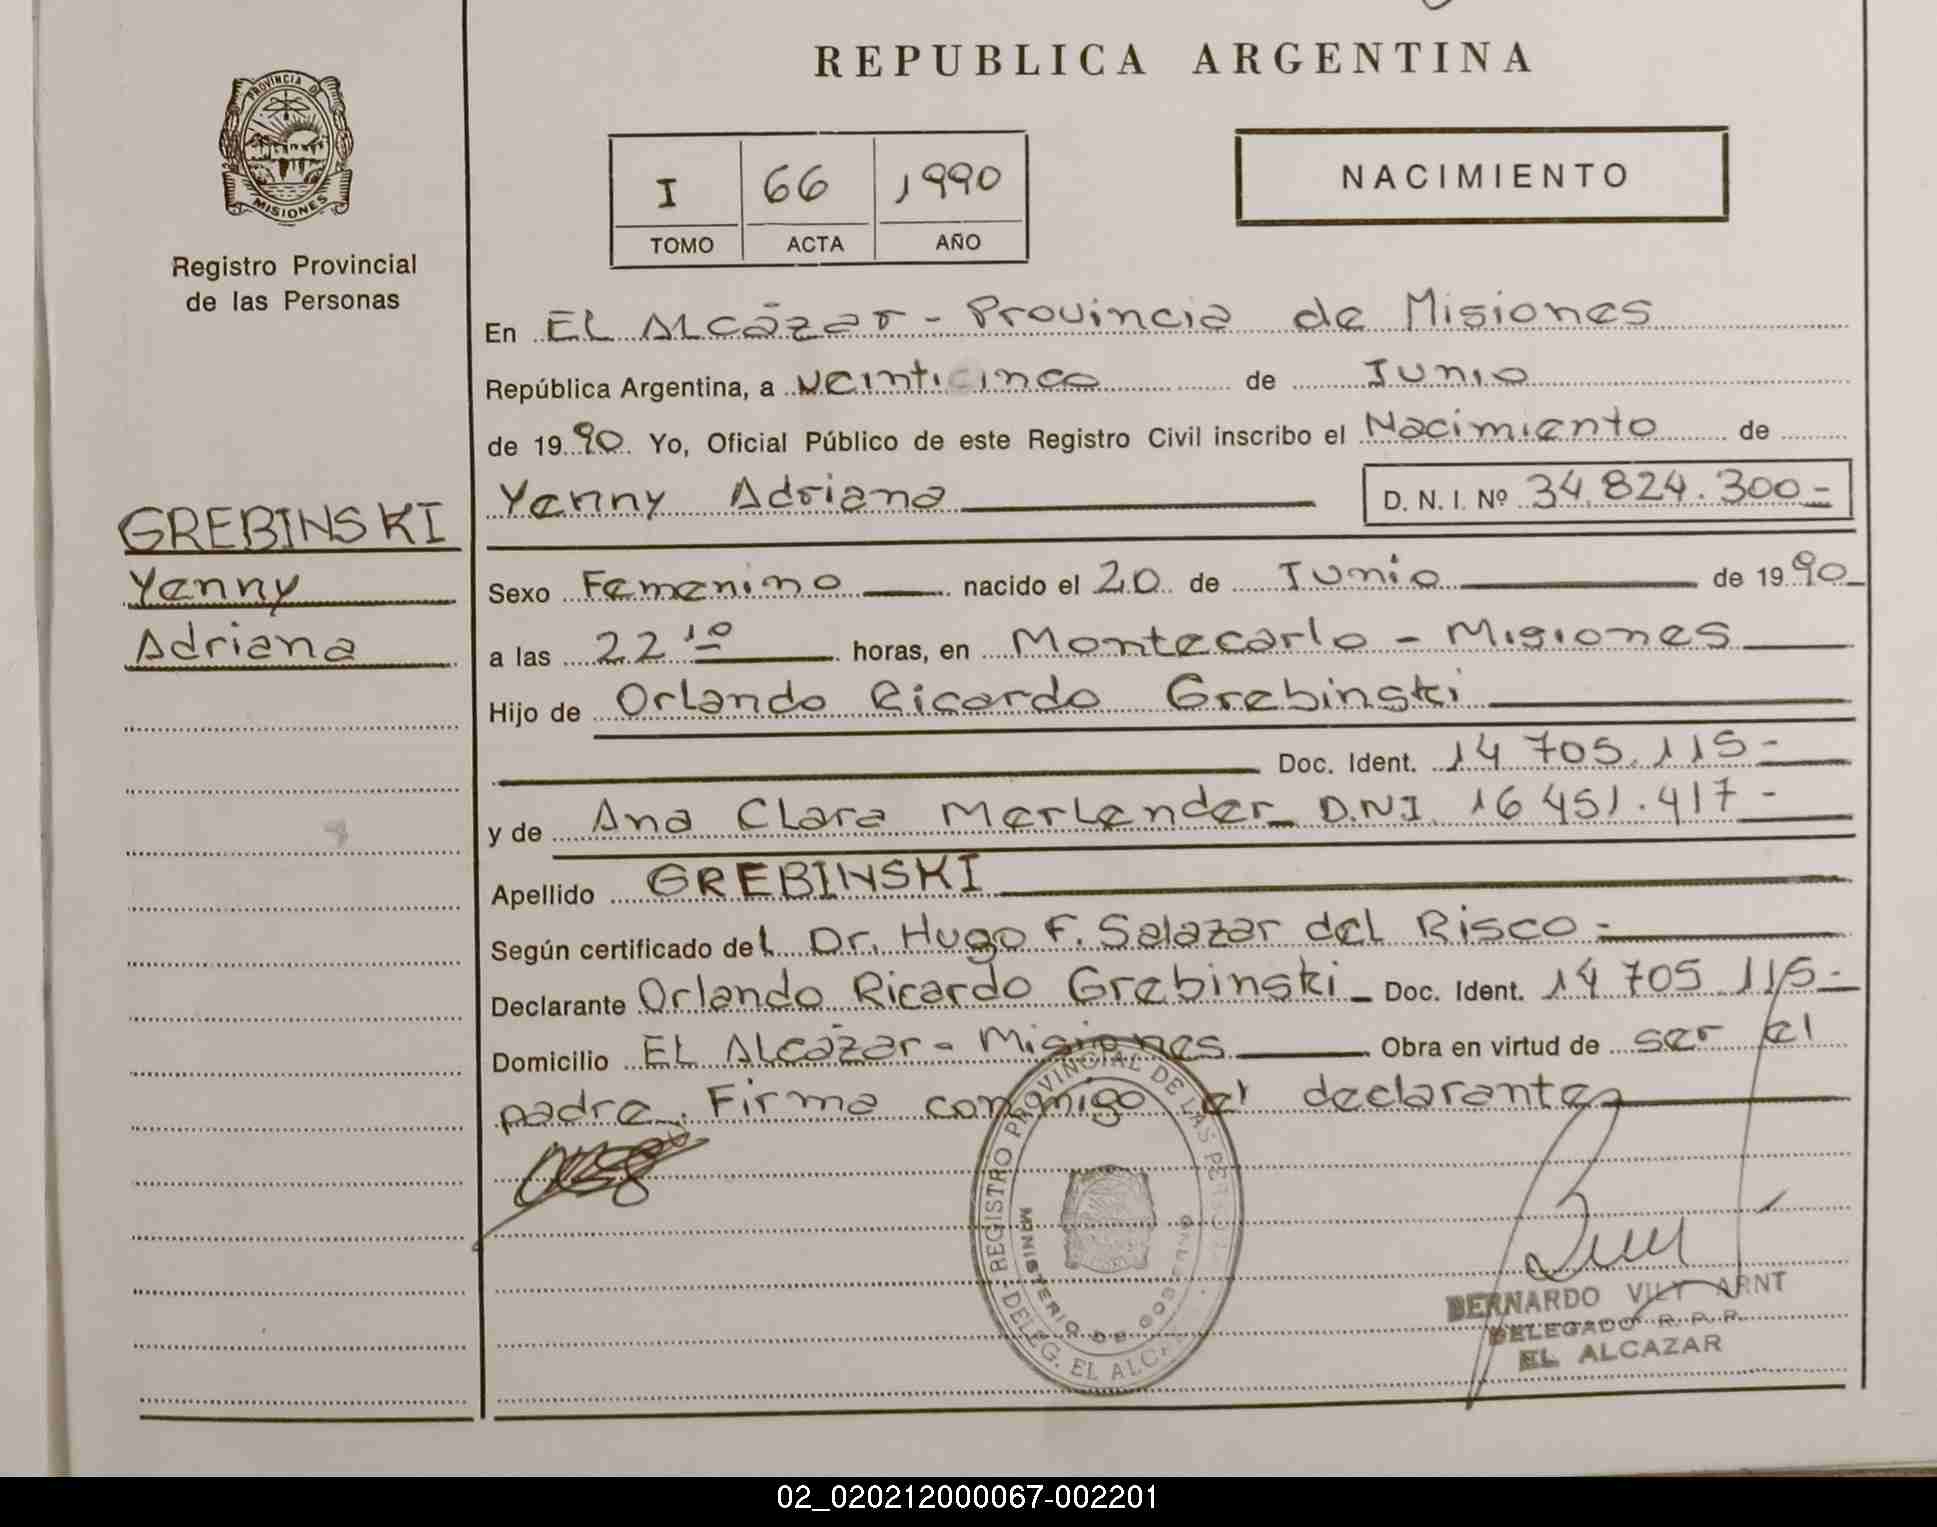 REPUBLICA ARGENTINA
PROVINCIA DE
MISIONES
Registro Provincial
de las Personas
I 66 1990
TOMO ACTA AÑO
NACIMIENTO
En EL ALcázar - Provincia de Misiones
República Argentina, a veinticinco de Junio
de 1990 Yo, Oficial Público de este Registro Civil inscribo el Nacimiento de
Yenny Adriana D. N. I. Nº 34.824.300-
GREBINSKI
Yenny
Adriana
Sexo Femenino nacido el 20 de Junio de 1990
a las 22 10 horas, en Montecarlo - Misiones
Hijo de Orlando Ricardo Grebinski
Doc. Ident. 14 705.115-
y de Ana Clara Merlender D.N.I. 16 451.417-
Apellido GREBINSKI
Según certificado del Dr. Hugo F. Salazar del Risco-
Declarante Orlando Ricardo Grebinski Doc. Ident. 14 705 115-
Domicilio EL ALcázar - Misiones Obra en virtud de ser el
padre. Firma conmigo el declarante
REGISTRO PROVINCIAL DE LAS
MINISTERIO DE GOBIERNO
DELEG. EL
BERNARDO ARNT
DELEGADO R. P. P.
EL ALCAZAR
02_020212000067-002201